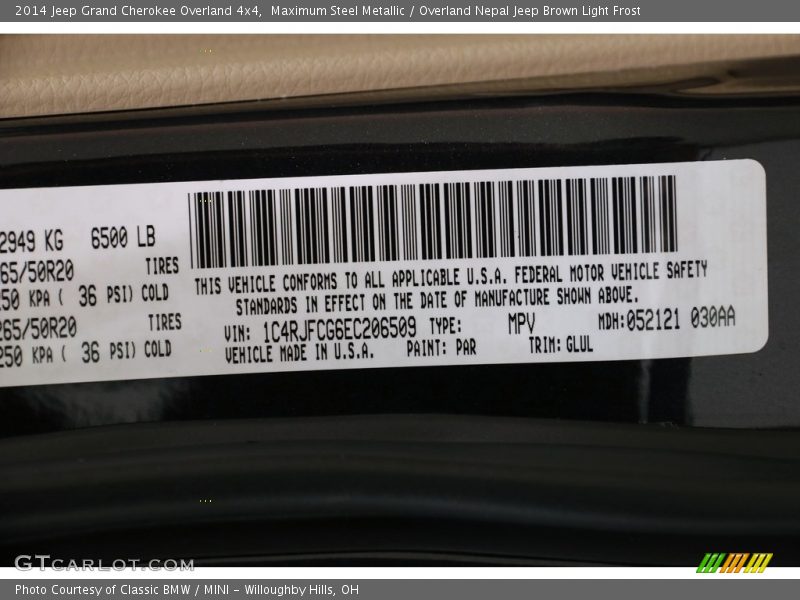 2014 Jeep Grand Cherokee Overland 4x4,  Maximum Steel Metallic / Overland Nepal Jeep Brown Light Frost
2949 KG 6500 LB
65/50R20 TIRES
250 KPA ( 36 PSI) COLD
265/50R20 TIRES
250 KPA ( 36 PSI) COLD
THIS VEHICLE CONFORMS TO ALL APPLICABLE U.S.A. FEDERAL MOTOR VEHICLE SAFETY
STANDARDS IN EFFECT ON THE DATE OF MANUFACTURE SHOWN ABOVE.
VIN: 1C4RJFCG6EC206509 TYPE: MPV MDH:052121 030AA
VEHICLE MADE IN U.S.A. PAINT: PAR TRIM: GLUL
GTCARLOT.COM
Photo Courtesy of Classic BMW / MINI - Willoughby Hills, OH